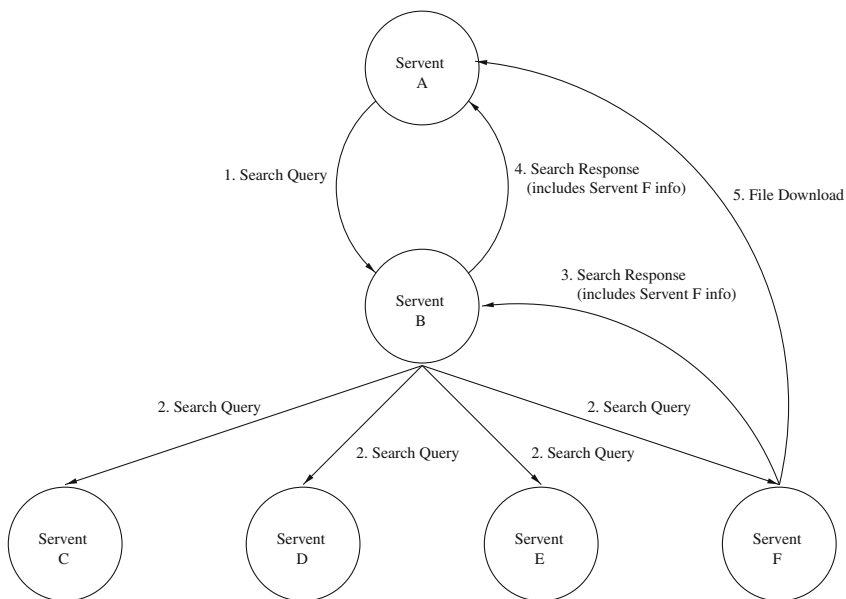 Servent
A
1. Search Query
4. Search Response
(includes Servent F info)
5. File Download
Servent
B
3. Search Response
(includes Servent F info)
2. Search Query
2. Search Query
2. Search Query
2. Search Query
Servent
C
Servent
D
Servent
E
Servent
F